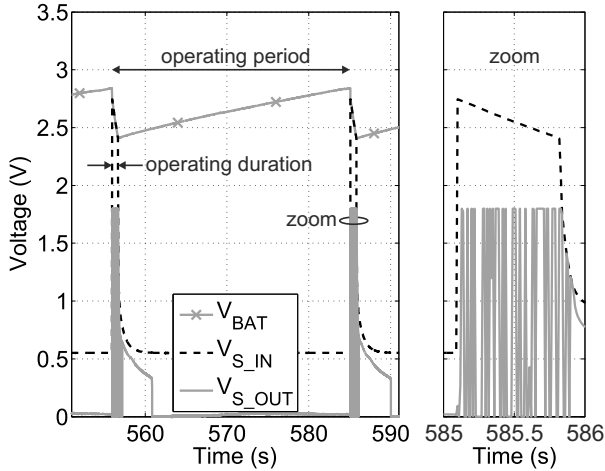 3.5
3
2.5
2
1.5
1
0.5
0
Voltage (V)
operating period
operating duration
zoom
V_BAT
V_S_IN
V_S_OUT
560
570
580
590
Time (s)
zoom
585
585.5
586
Time (s)